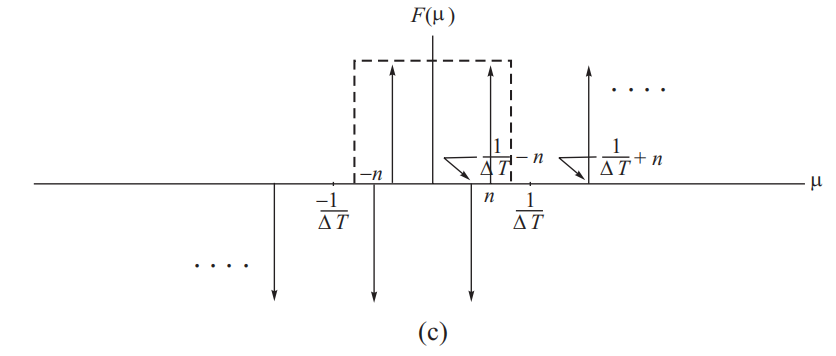 F(μ)
. . . .
1/ΔT − n
1/ΔT + n
−n
μ
n
−1/ΔT
1/ΔT
. . . .
(c)